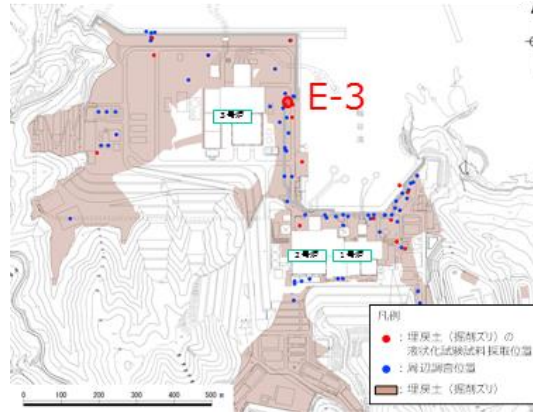 E-3
3号炉
2号炉
1号炉
凡例
：埋戻土（掘削ズリ）の
液状化試験試料採取位置
：周辺調査位置
：埋戻土（掘削ズリ）
0 100 200 300 400 500 m